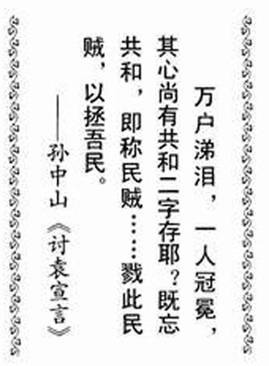 万户涕泪，一人冠冕，
其心尚有共和二字存耶？既忘
共和，即称民贼……戮此民
贼，以拯吾民。
——孙中山《讨袁宣言》